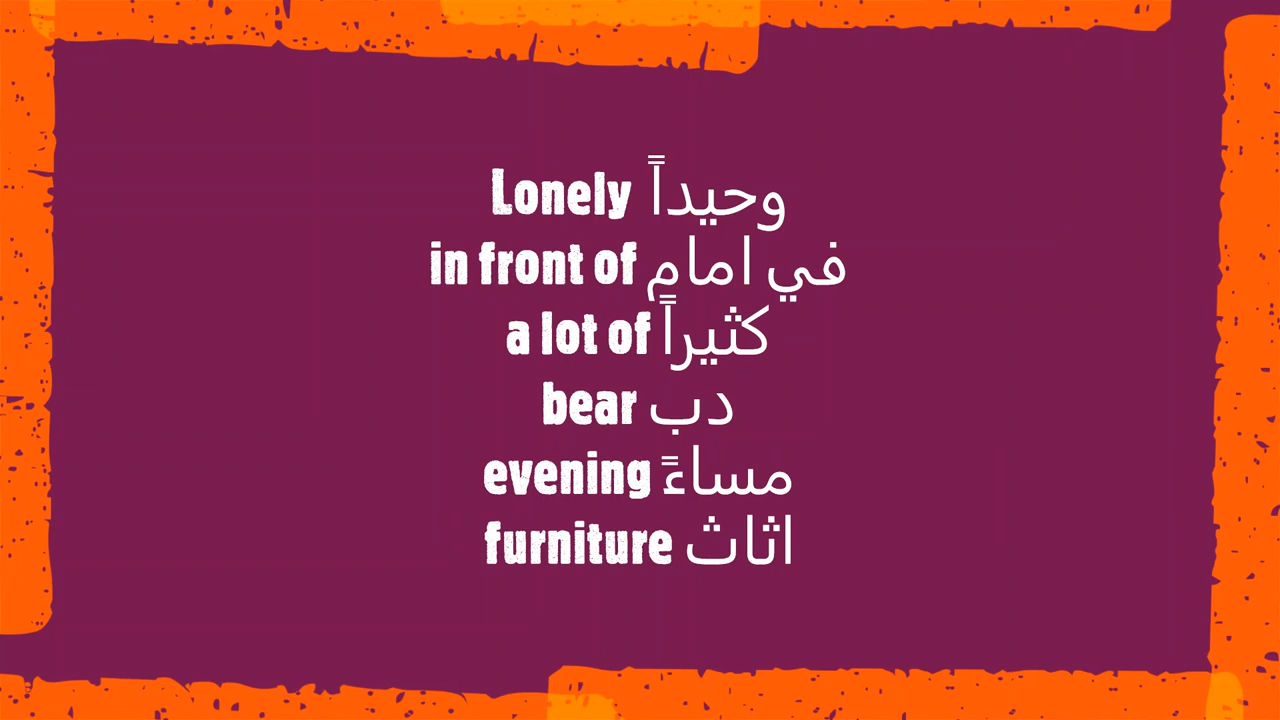 Lonely وحيداً
in front of في امام
a lot of كثيراً
bear دب
evening مساءً
furniture اثاث